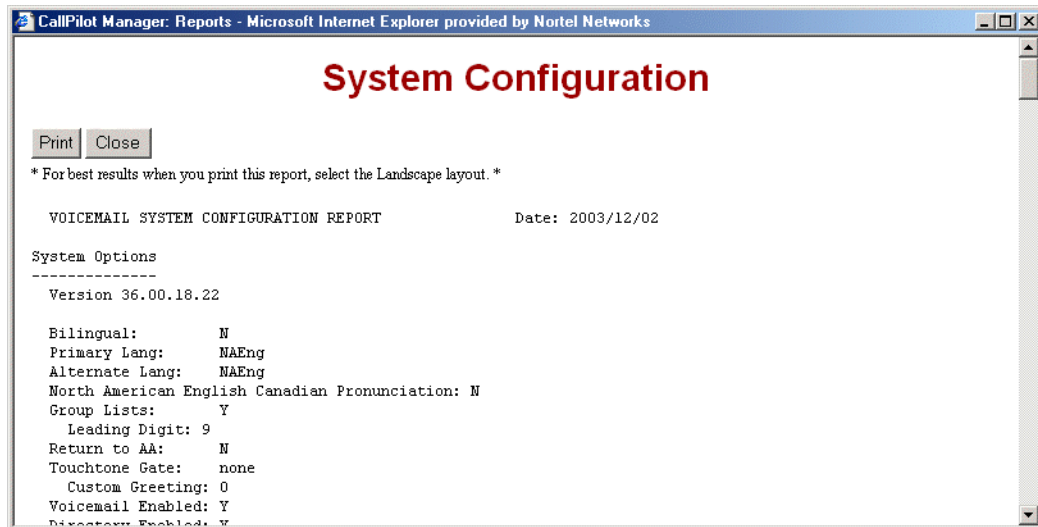 CallPilot Manager: Reports - Microsoft Internet Explorer provided by Nortel Networks
System Configuration
Print Close
* For best results when you print this report, select the Landscape layout. *
VOICEMAIL SYSTEM CONFIGURATION REPORT Date: 2003/12/02
System Options
--------------
Version 36.00.18.22
Bilingual: N
Primary Lang: NAEng
Alternate Lang: NAEng
North American English Canadian Pronunciation: N
Group Lists: Y
Leading Digit: 9
Return to AA: N
Touchtone Gate: none
Custom Greeting: 0
Voicemail Enabled: Y
Directory Enabled: Y